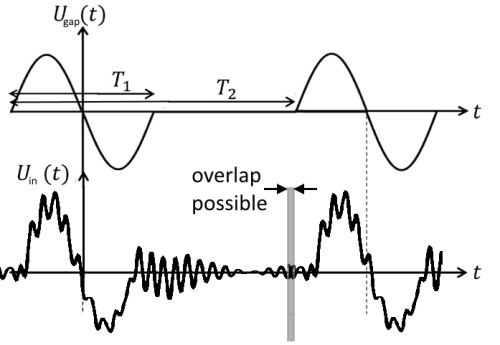 U_gap(t)
T_1
T_2
t
U_in (t)
overlap
possible
t